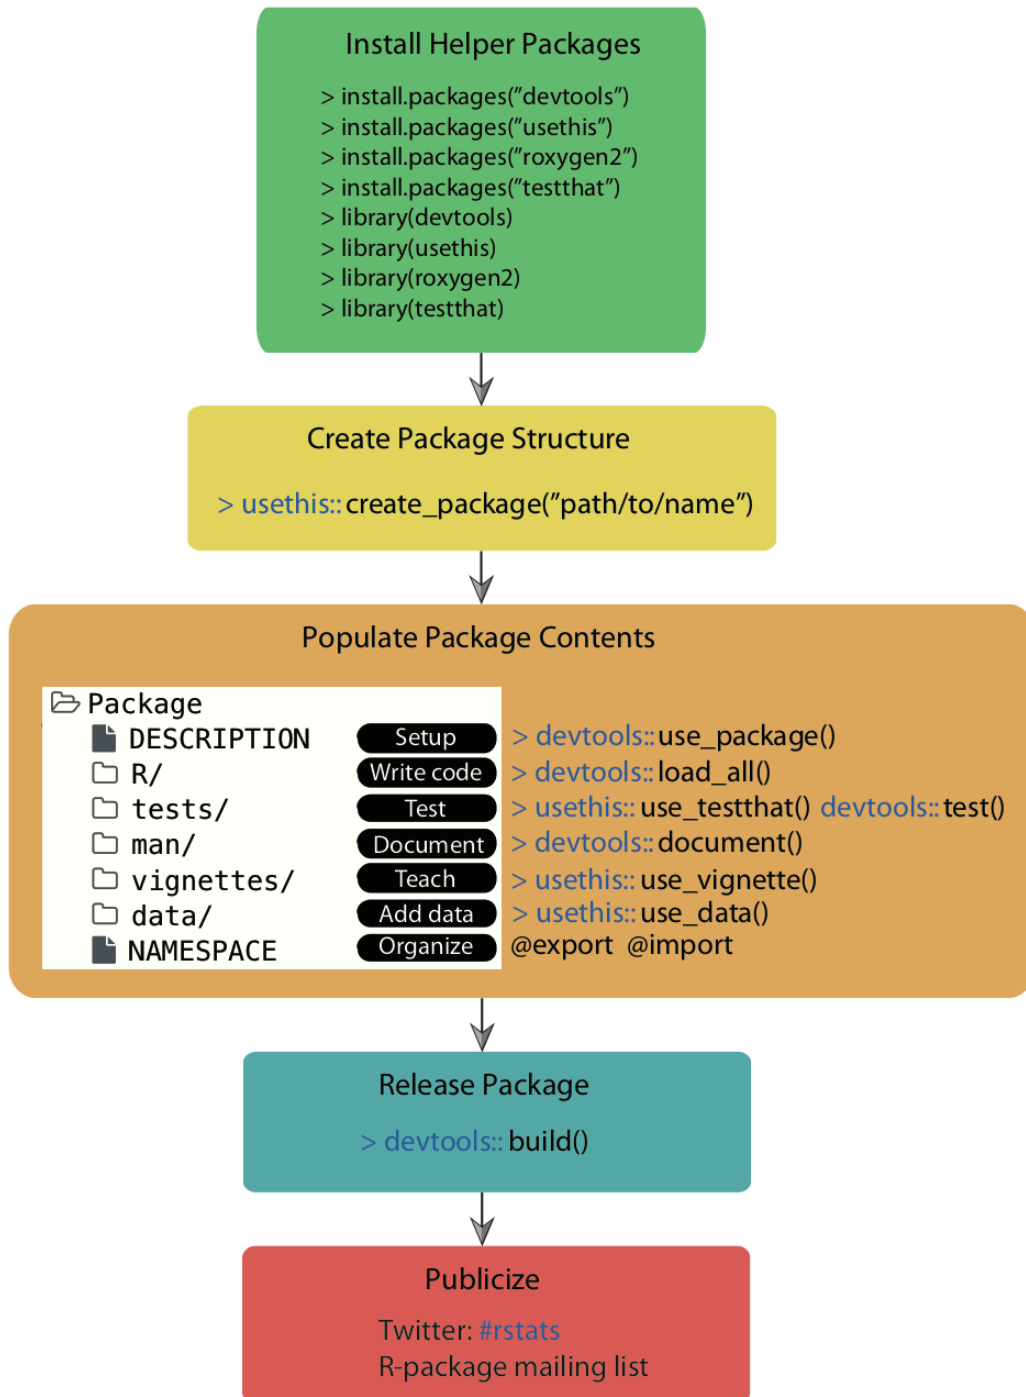 Install Helper Packages
> install.packages("devtools")
> install.packages("usethis")
> install.packages("roxygen2")
> install.packages("testthat")
> library(devtools)
> library(usethis)
> library(roxygen2)
> library(testthat)
Create Package Structure
> usethis::create_package("path/to/name")
Populate Package Contents
Package
DESCRIPTION Setup > devtools::use_package()
R/ Write code > devtools::load_all()
tests/ Test > usethis::use_testthat() devtools::test()
man/ Document > devtools::document()
vignettes/ Teach > usethis::use_vignette()
data/ Add data > usethis::use_data()
NAMESPACE Organize @export @import
Release Package
> devtools::build()
Publicize
Twitter: #rstats
R-package mailing list